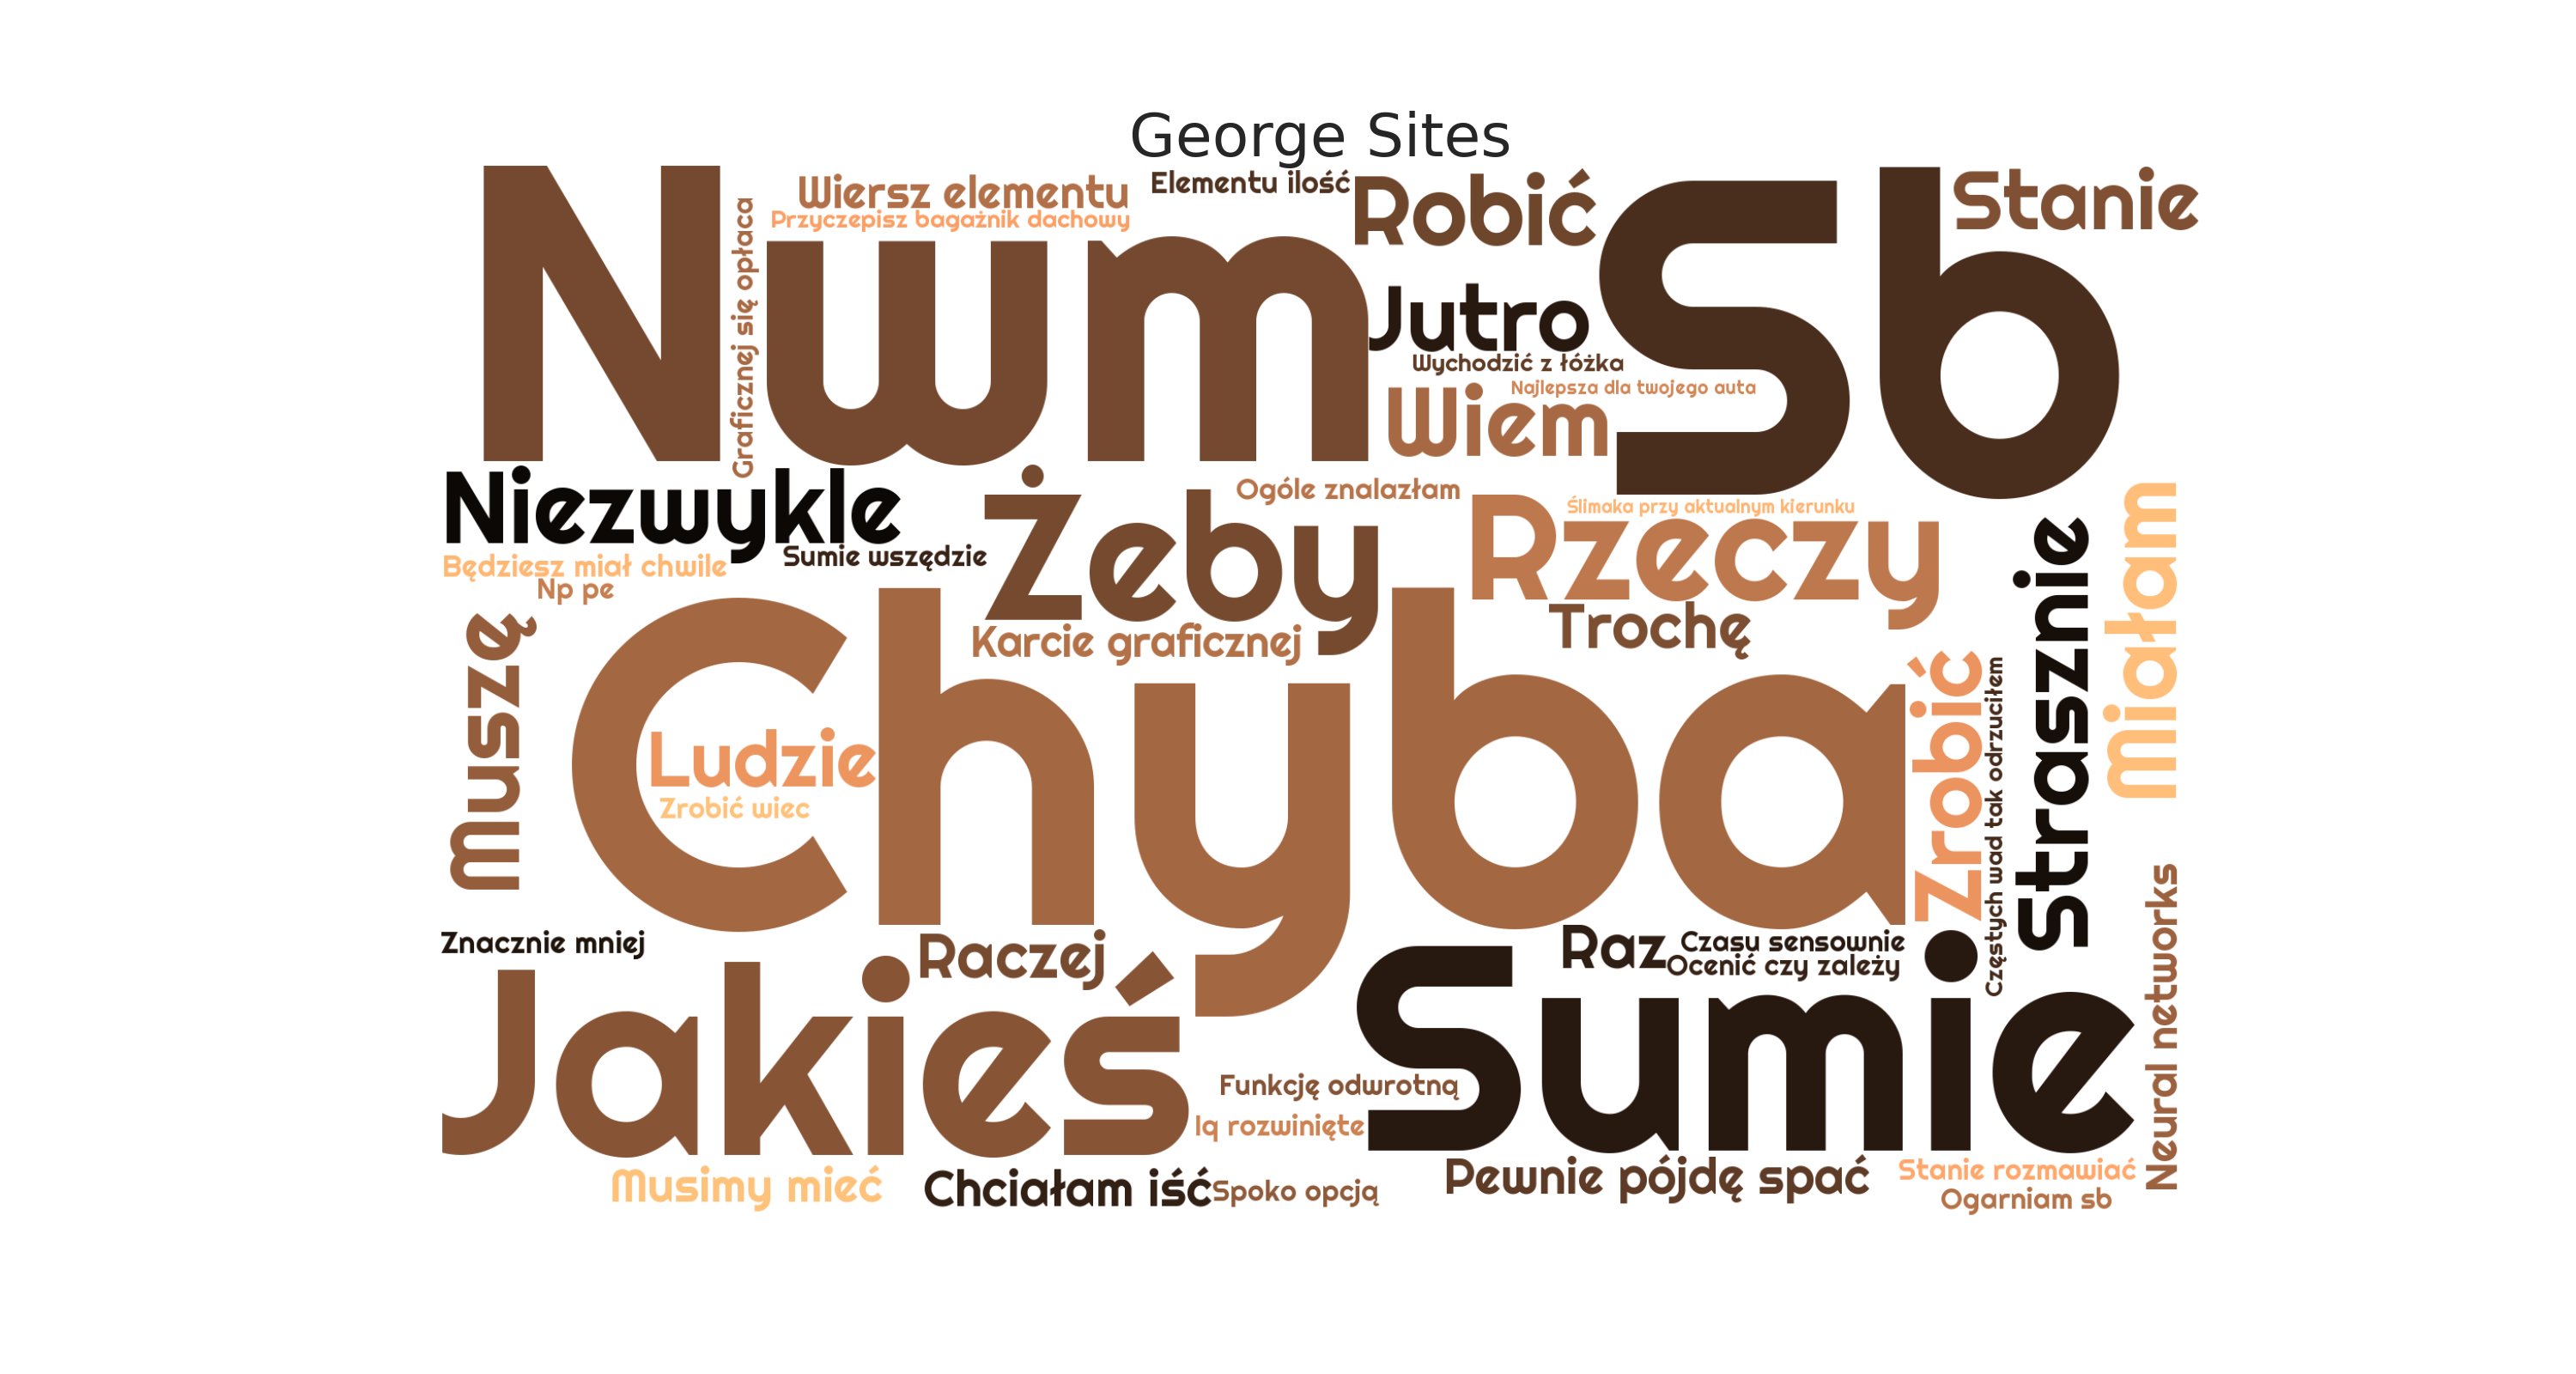 George Sites
Nwm
Graficznej się opłaca
Wiersz elementu
Przyczepisz bagażnik dachowy
Elementu ilość
Robić
Sb
Stanie
Jutro
Wychodzić z łóżka
Najlepsza dla twojego auta
Wiem
Niezwykle
Będziesz miał chwile
Np pe
Sumie wszędzie
Żeby
Ogóle znalazłam
Rzeczy
Ślimaka przy aktualnym kierunku
Trochę
Karcie graficznej
Muszę
Chyba
Ludzie
Zrobić wiec
Zrobić
Częstych wad tak odrzuciłem
Strasznie
Miałam
Znacznie mniej
Jakieś
Raczej
Raz
Czasu sensownie
Ocenić czy zależy
Sumie
Funkcję odwrotną
Iq rozwinięte
Neural networks
Musimy mieć
Chciałam iść
Spoko opcją
Pewnie pójdę spać
Stanie rozmawiać
Ogarniam sb